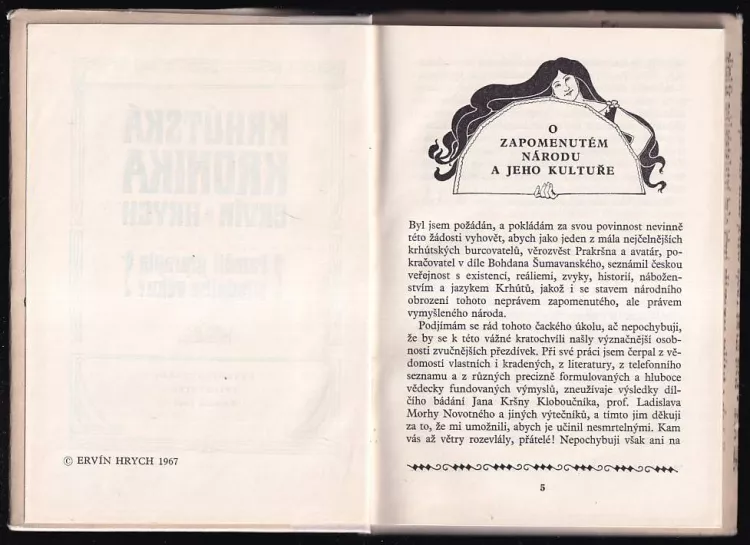 © ERVÍN HRYCH 1967
O
ZAPOMENUTÉM
NÁRODU
A JEHO KULTUŘE
Byl jsem požádán, a pokládám za svou povinnost nevinně
této žádosti vyhovět, abych jako jeden z mála nejčelnějších
krhútských burcovatelů, věrozvěst Prakršna a avatár, po-
kračovatel v díle Bohdana Šumavanského, seznámil českou
veřejnost s existencí, reáliemi, zvyky, historií, nábožen-
stvím a jazykem Krhútů, jakož i se stavem národního
obrození tohoto neprávem zapomenutého, ale právem
vymyšleného národa.
Podjímám se rád tohoto čackého úkolu, ač nepochybuji,
že by se k této vážné kratochvíli našly význačnější osob-
nosti zvučnějších přezdívek. Při své práci jsem čerpal z vě-
domostí vlastních i kradených, z literatury, z telefonního
seznamu a z různých precizně formulovaných a hluboce
vědecky fundovaných výmyslů, zneužívaje výsledky díl-
čího bádání Jana Kršny Kloboučníka, prof. Ladislava
Morhy Novotného a jiných výtečníků, a tímto jim děkuji
za to, že mi umožnili, abych je učinil nesmrtelnými. Kam
vás až větry rozevlály, přátelé! Nepochybuji však ani na
5